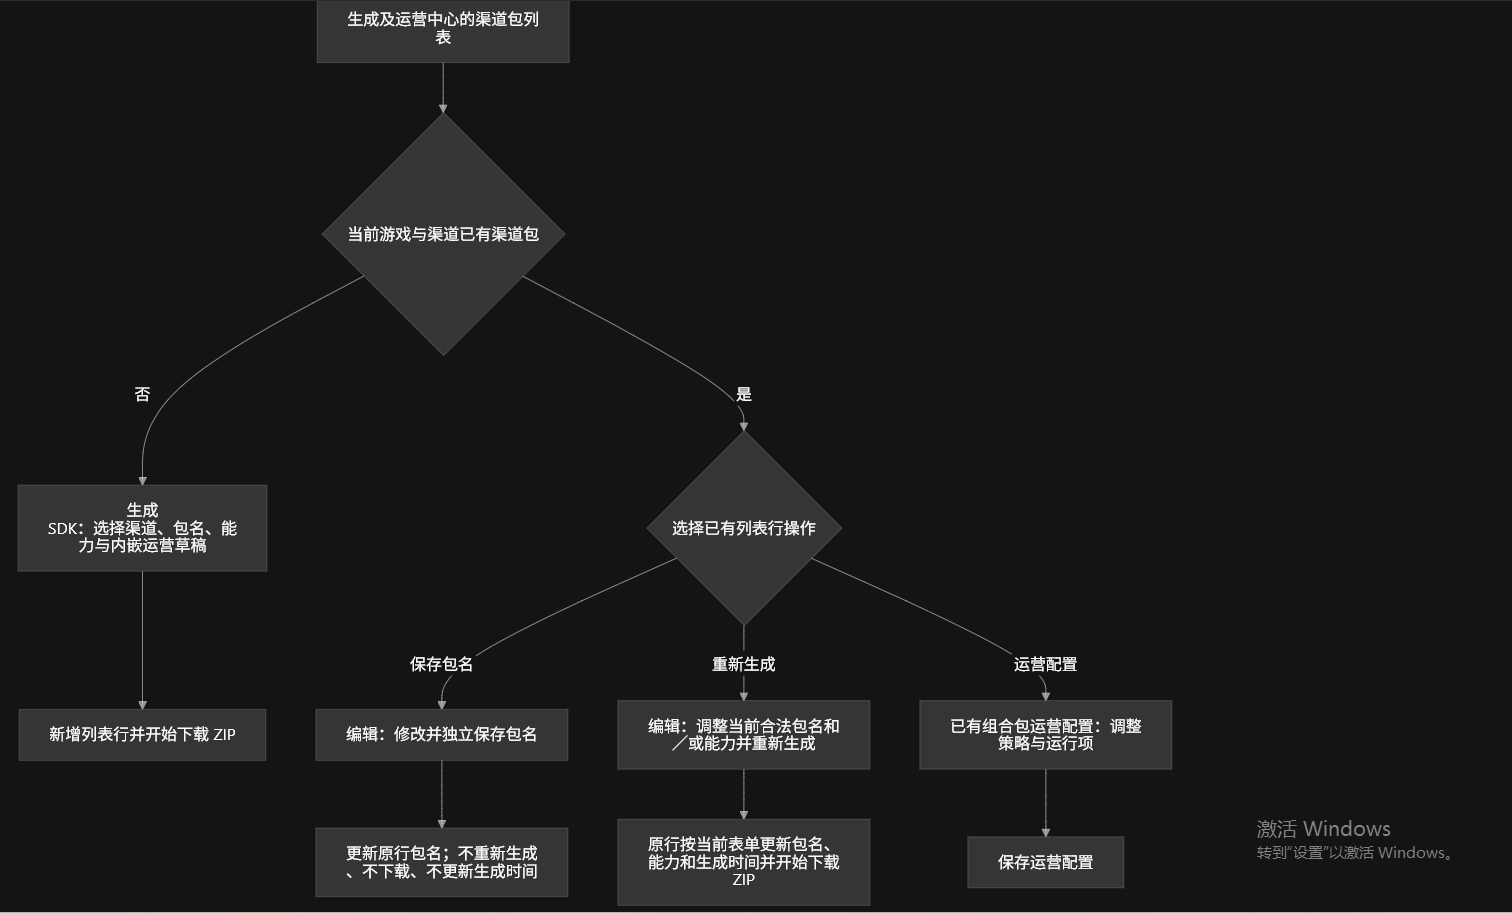 生成及运营中心的渠道包列
表
当前游戏与渠道已有渠道包
否
是
生成
SDK：选择渠道、包名、能
力与内嵌运营草稿
选择已有列表行操作
保存包名
重新生成
运营配置
新增列表行并开始下载 ZIP
编辑：修改并独立保存包名
编辑：调整当前合法包名和
／或能力并重新生成
已有组合包运营配置：调整
策略与运行项
更新原行包名；不重新生成
、不下载、不更新生成时间
原行按当前表单更新包名、
能力和生成时间并开始下载
ZIP
保存运营配置
激活 Windows
转到“设置”以激活 Windows。